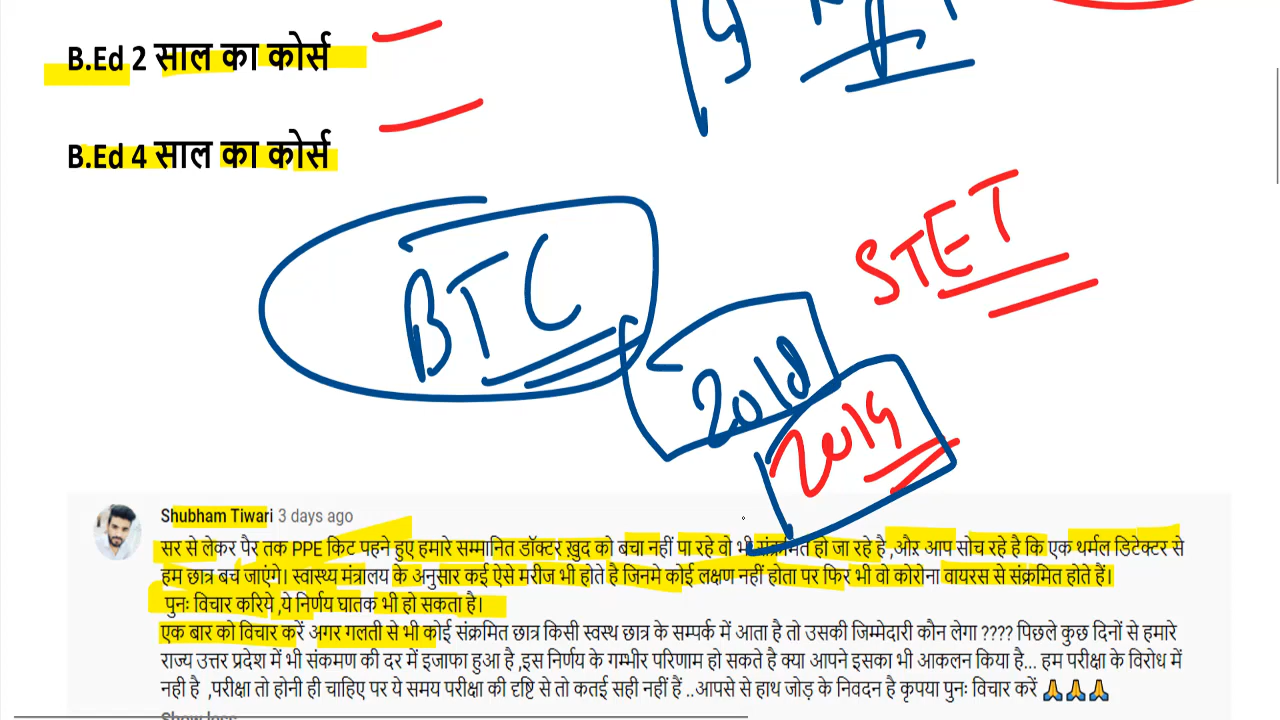 B.Ed 2 साल का कोर्स
B.Ed 4 साल का कोर्स
BTC
STET
2018
2019
Shubham Tiwari 3 days ago
सर से लेकर पैर तक PPE किट पहने हुए हमारे सम्मानित डॉक्टर ख़ुद को बचा नहीं पा रहे वो भी संक्रामित हो जा रहे है ,और आप सोच रहे है कि एक थर्मल डिटेक्टर से
हम छात्र बच जाएंगे। स्वास्थ्य मंत्रालय के अनुसार कई ऐसे मरीज भी होते है जिनमे कोई लक्षण नहीं होता पर फिर भी वो कोरोना वायरस से संक्रमित होते हैं।
पुनः विचार करिये ,ये निर्णय घातक भी हो सकता है।
एक बार को विचार करें अगर गलती से भी कोई संक्रमित छात्र किसी स्वस्थ छात्र के सम्पर्क में आता है तो उसकी जिम्मेदारी कौन लेगा ???? पिछले कुछ दिनों से हमारे
राज्य उत्तर प्रदेश में भी संकमण की दर में इजाफा हुआ है ,इस निर्णय के गम्भीर परिणाम हो सकते है क्या आपने इसका भी आकलन किया है... हम परीक्षा के विरोध में
नही है ,परीक्षा तो होनी ही चाहिए पर ये समय परीक्षा की दृष्टि से तो कतई सही नहीं हैं ..आपसे से हाथ जोड़ के निवदन है कृपया पुनः विचार करें 🙏🙏🙏
Show less